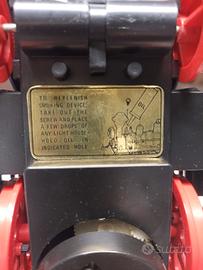 TO REPLENISH
SMOKING DEVICE,
TAKE OUT THE
SCREW AND PLACE
A FEW DROPS OF
ANY LIGHT HOUSE-
HOLD OIL IN
INDICATED HOLE
Subito